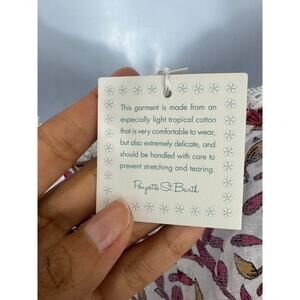 This garment is made from an
especially light tropical cotton
that is very comfortable to wear,
but also extremely delicate, and
should be handled with care to
prevent stretching and tearing.
Poupette St Barth